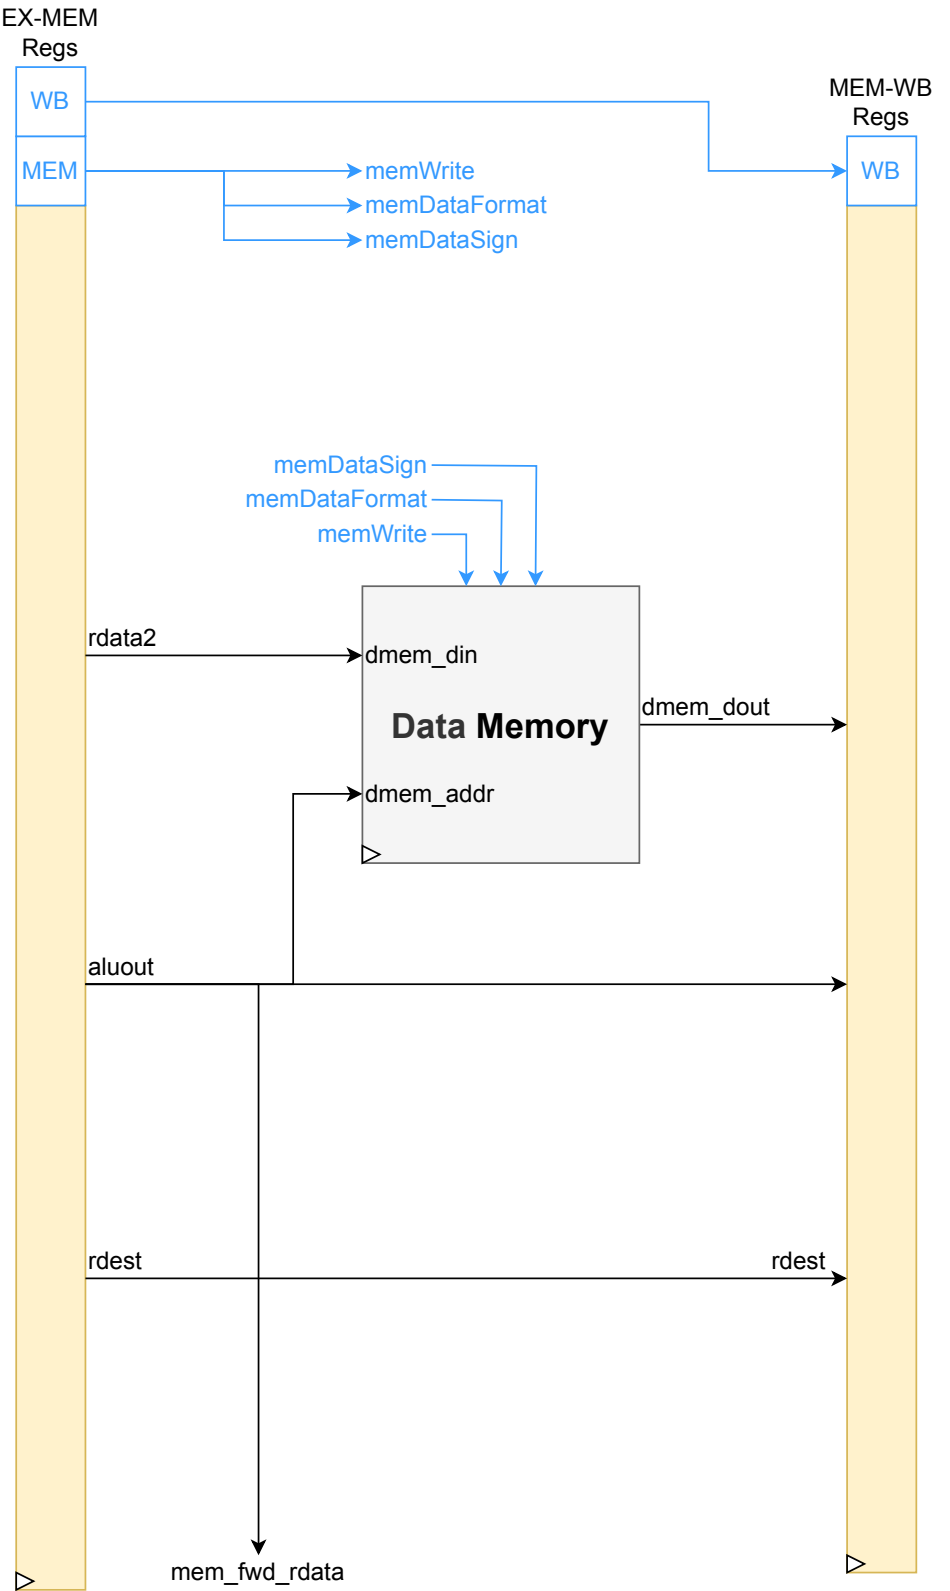 EX-MEM
Regs
WB
MEM-WB
Regs
MEM
memWrite
WB
memDataFormat
memDataSign
memDataSign
memDataFormat
memWrite
rdata2
dmem_din
dmem_dout
Data Memory
dmem_addr
aluout
rdest
rdest
mem_fwd_rdata